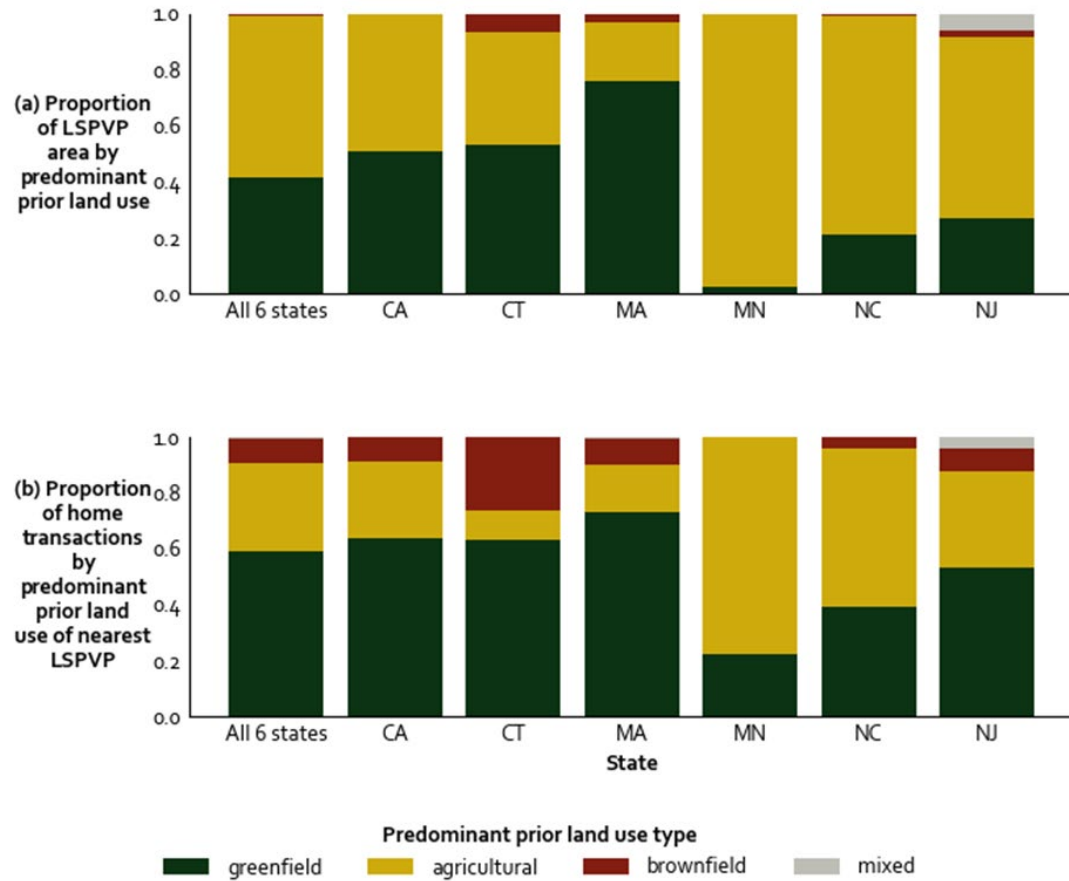 (a) Proportion
of LSPVP
area by
predominant
prior land use
1.0
0.8
0.6
0.4
0.2
0.0
All 6 states CA CT MA MN NC NJ
(b) Proportion
of home
transactions
by
predominant
prior land
use of nearest
LSPVP
1.0
0.8
0.6
0.4
0.2
0.0
All 6 states CA CT MA MN NC NJ
State
Predominant prior land use type
greenfield agricultural brownfield mixed